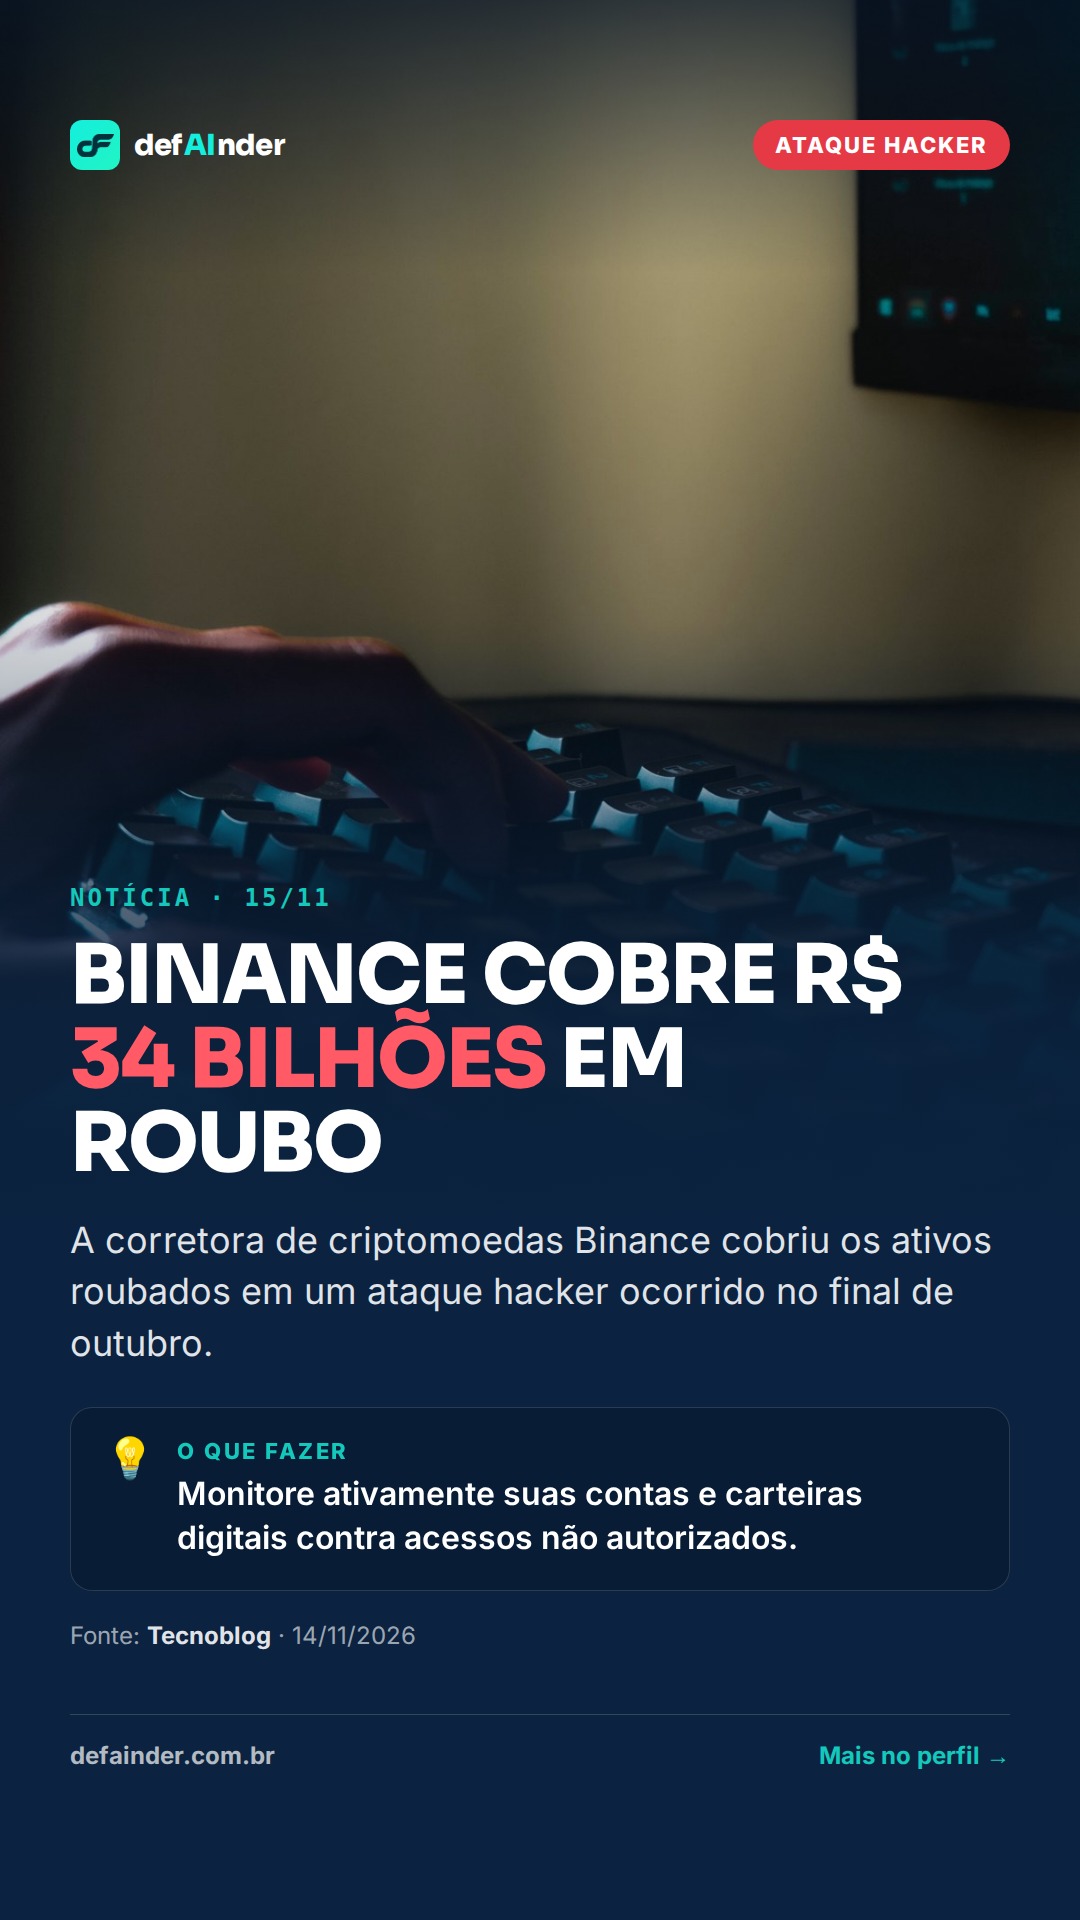 defAInder
ATAQUE HACKER
NOTÍCIA · 15/11
BINANCE COBRE R$
34 BILHÕES EM
ROUBO
A corretora de criptomoedas Binance cobriu os ativos
roubados em um ataque hacker ocorrido no final de
outubro.
O QUE FAZER
Monitore ativamente suas contas e carteiras
digitais contra acessos não autorizados.
Fonte: Tecnoblog · 14/11/2026
defainder.com.br
Mais no perfil →